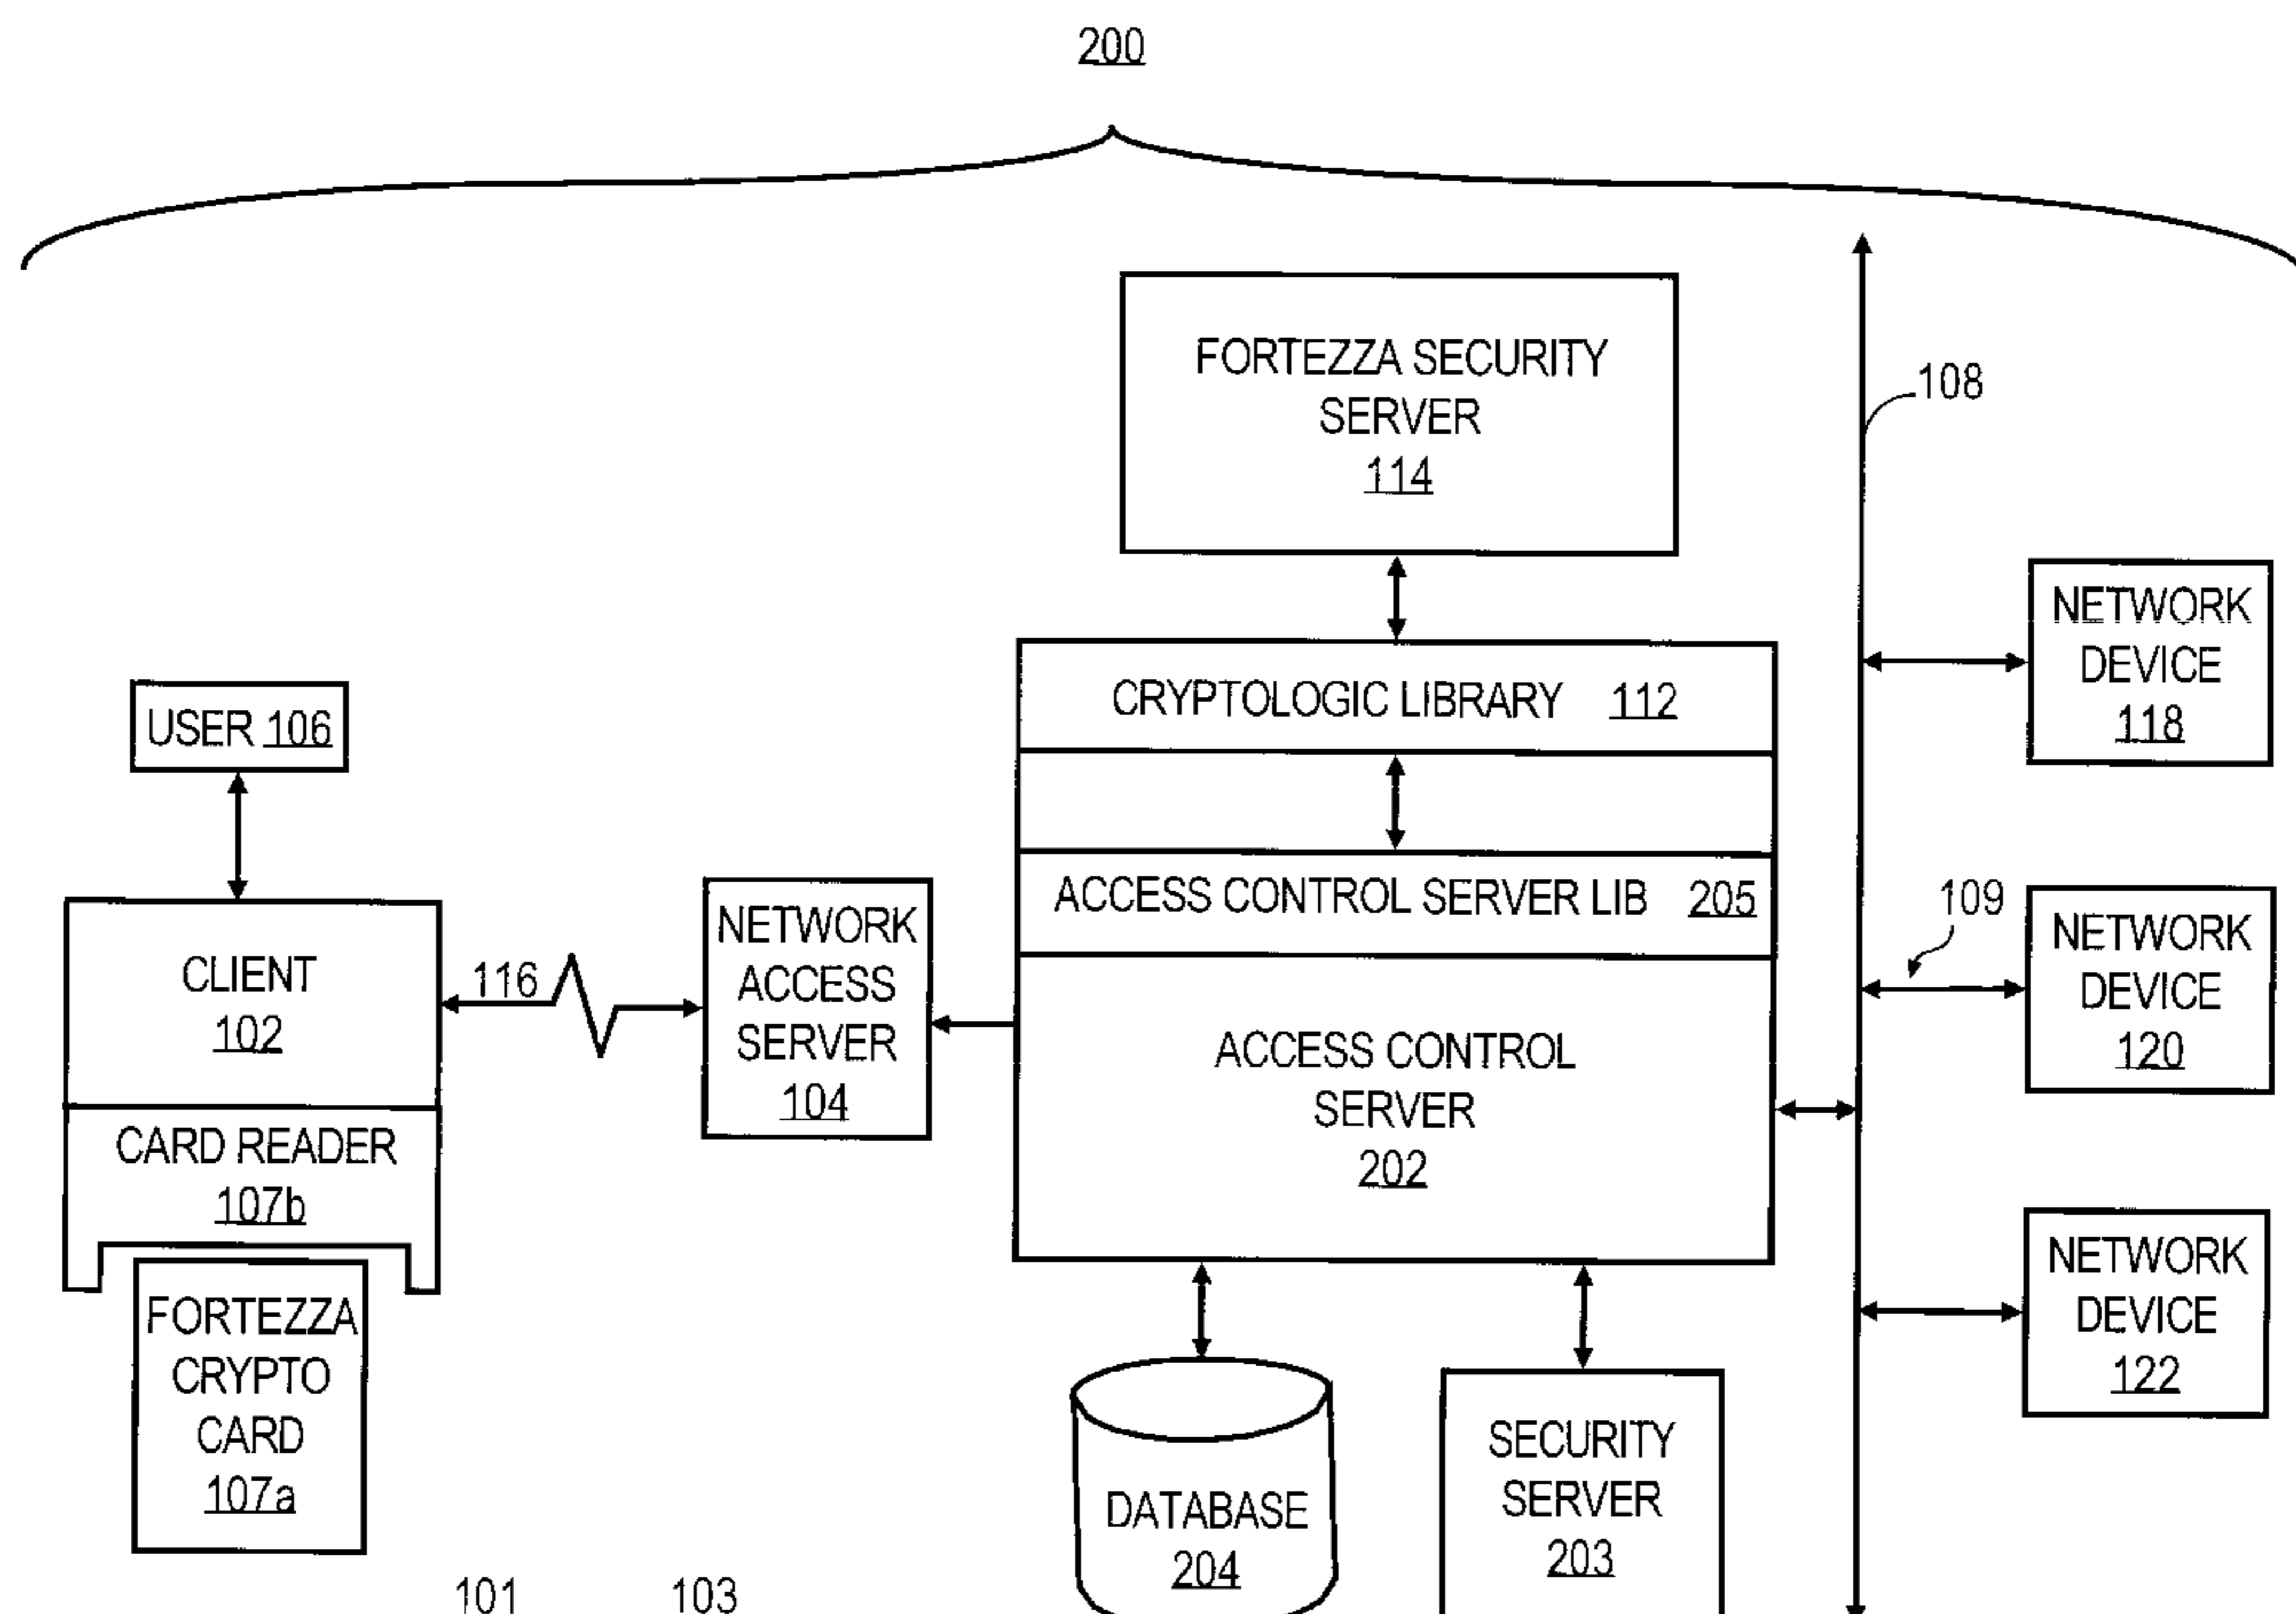 200
FORTEZZA SECURITY
SERVER
114
108
NETWORK
DEVICE
118
CRYPTOLOGIC LIBRARY 112
USER 106
ACCESS CONTROL SERVER LIB 205
109
NETWORK
DEVICE
120
NETWORK
ACCESS
SERVER
104
CLIENT
102
116
ACCESS CONTROL
SERVER
202
CARD READER
107b
NETWORK
DEVICE
122
FORTEZZA
CRYPTO
CARD
107a
DATABASE
204
SECURITY
SERVER
203
101
103